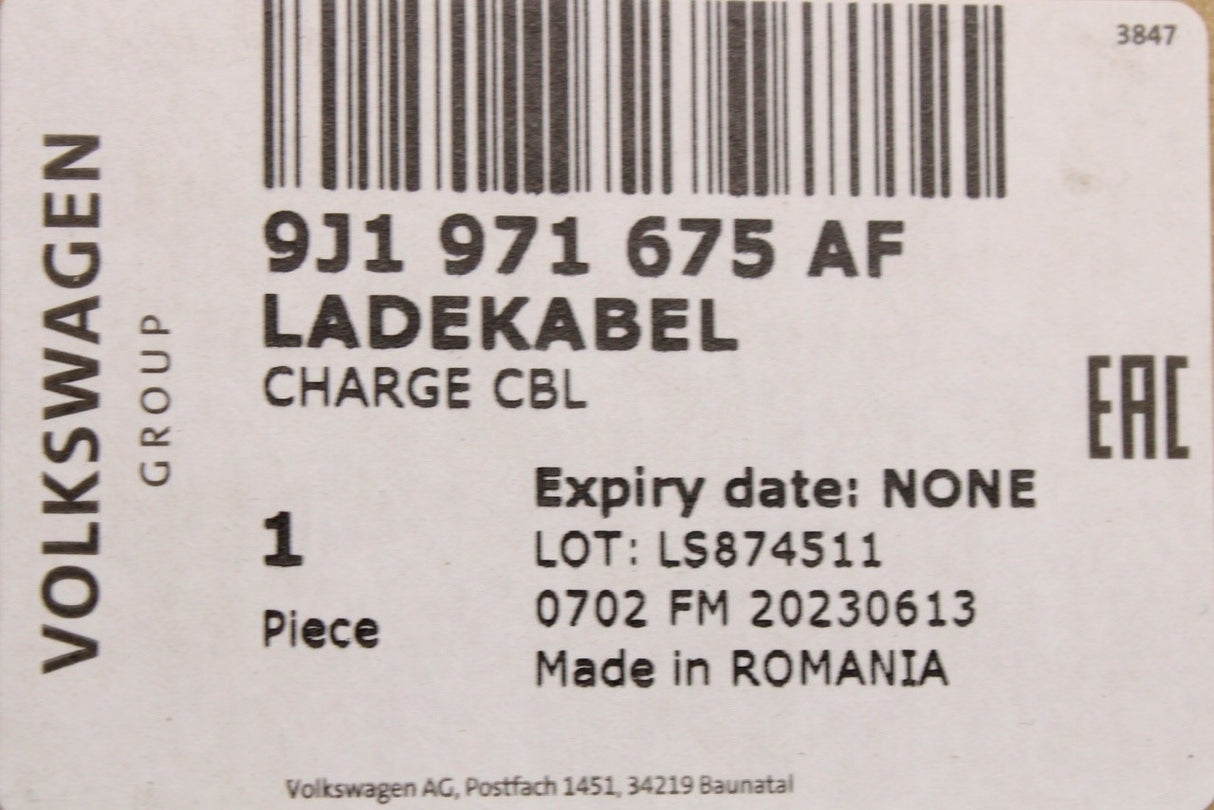 3847
VOLKSWAGEN
GROUP
9J1 971 675 AF
LADEKABEL
CHARGE CBL
EAC
1
Piece
Expiry date: NONE
LOT: LS874511
0702 FM 20230613
Made in ROMANIA
Volkswagen AG, Postfach 1451, 34219 Baunatal